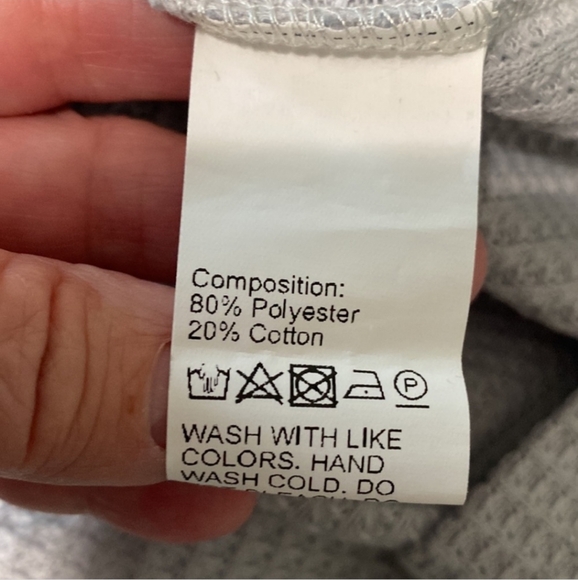 Composition:
80% Polyester
20% Cotton
P
WASH WITH LIKE
COLORS. HAND
WASH COLD. DO